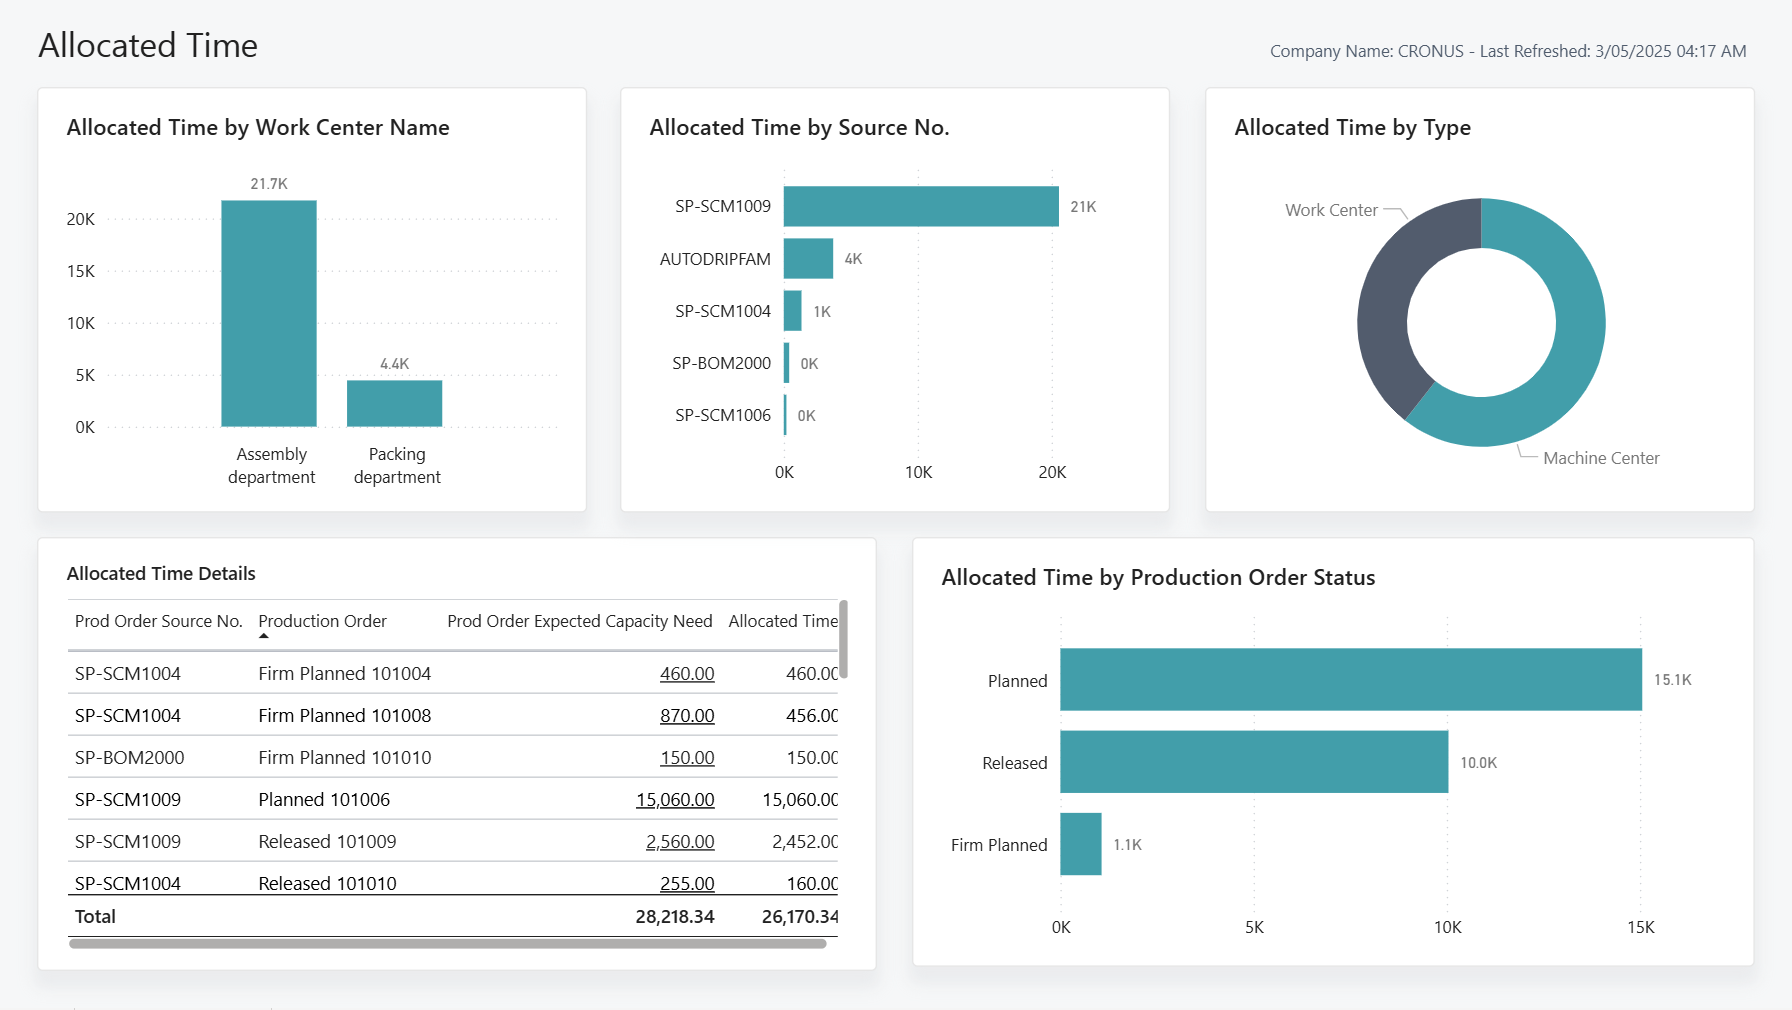 Allocated Time
Company Name: CRONUS - Last Refreshed: 3/05/2025 04:17 AM
Allocated Time by Work Center Name
21.7K
20K
15K
10K
4.4K
5K
0K
Assembly department
Packing department
Allocated Time by Source No.
SP-SCM1009 21K
AUTODRIPFAM 4K
SP-SCM1004 1K
SP-BOM2000 0K
SP-SCM1006 0K
0K 10K 20K
Allocated Time by Type
Work Center
Machine Center
Allocated Time Details
Prod Order Source No. Production Order Prod Order Expected Capacity Need Allocated Time
SP-SCM1004 Firm Planned 101004 460.00 460.00
SP-SCM1004 Firm Planned 101008 870.00 456.00
SP-BOM2000 Firm Planned 101010 150.00 150.00
SP-SCM1009 Planned 101006 15,060.00 15,060.00
SP-SCM1009 Released 101009 2,560.00 2,452.00
SP-SCM1004 Released 101010 255.00 160.00
Total 28,218.34 26,170.34
Allocated Time by Production Order Status
Planned 15.1K
Released 10.0K
Firm Planned 1.1K
0K 5K 10K 15K